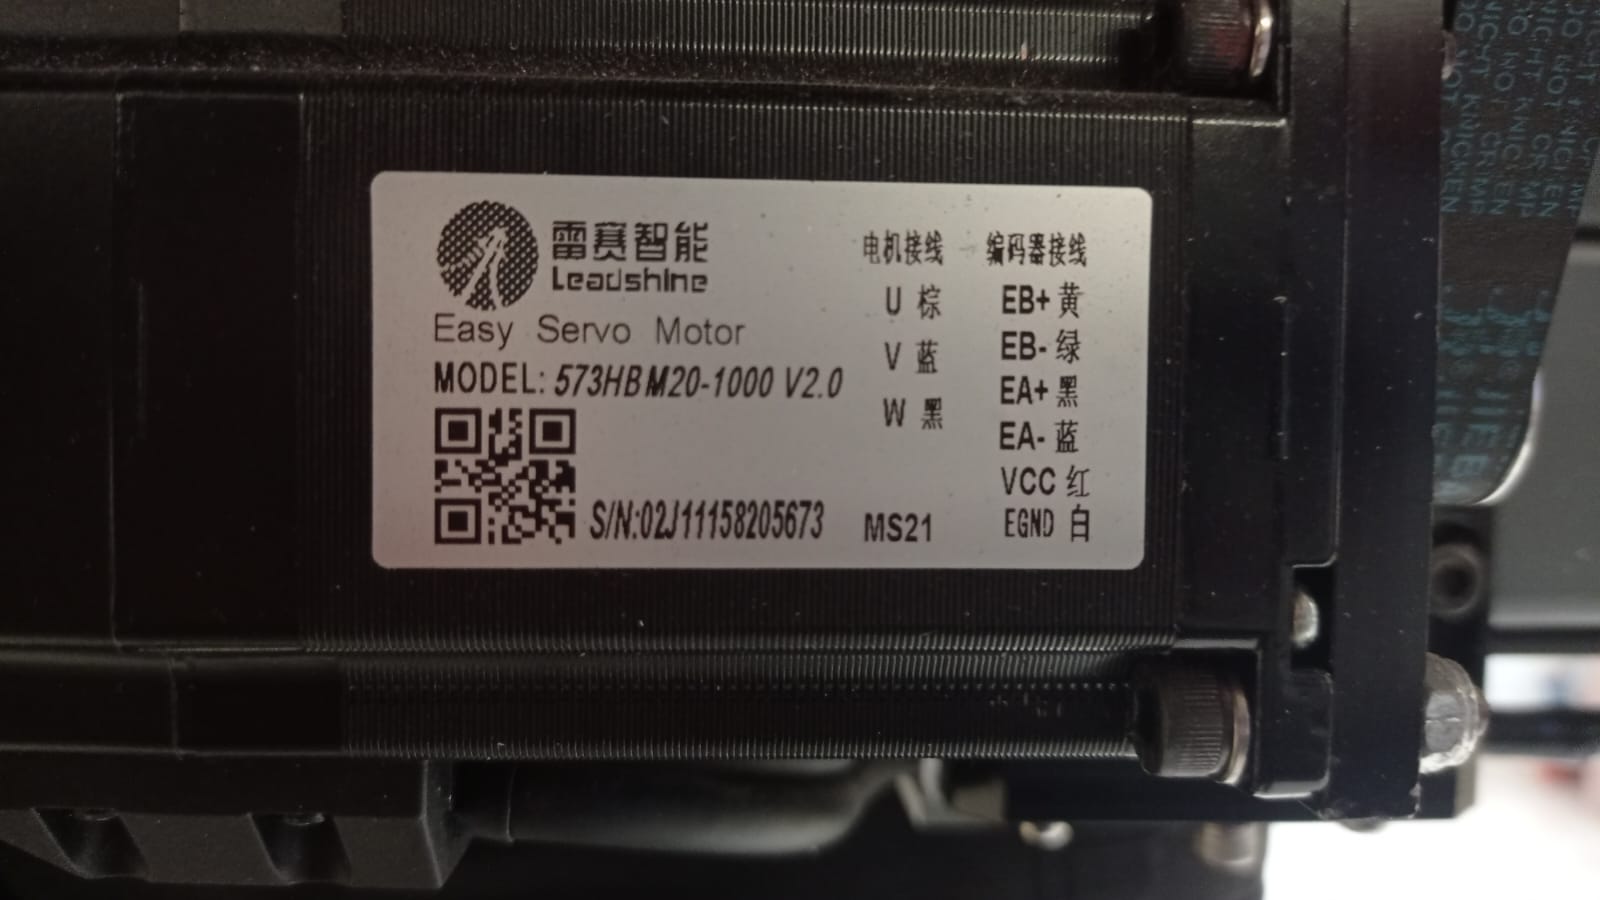 雷赛智能
Leadshine
Easy Servo Motor
MODEL: 573HBM20-1000 V2.0
S/N:02J11158205673
电机接线
U 棕
V 蓝
W 黑
MS21
编码器接线
EB+ 黄
EB- 绿
EA+ 黑
EA- 蓝
VCC 红
EGND 白